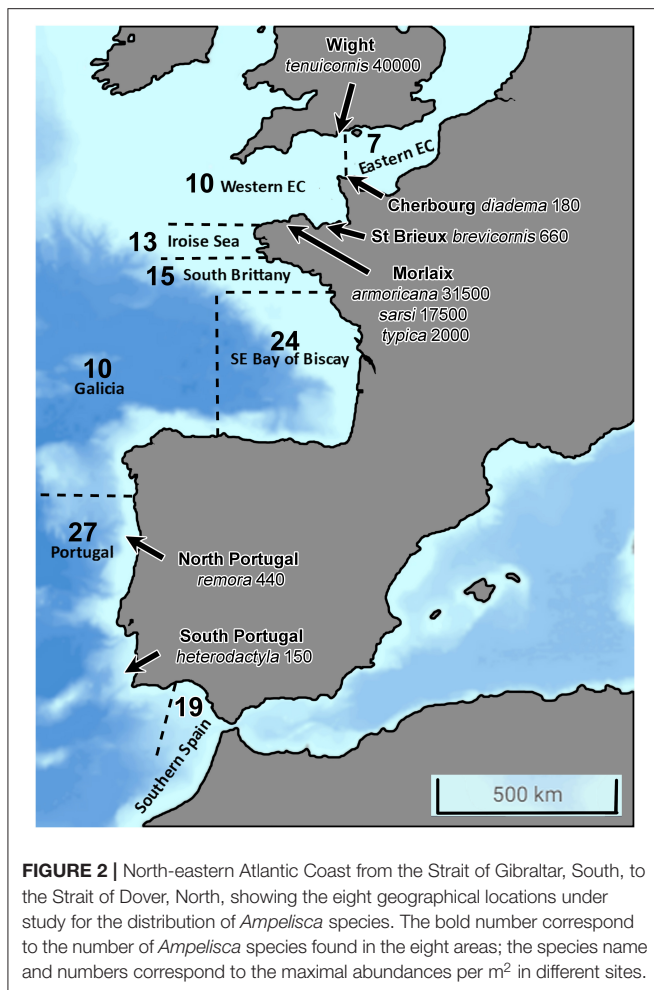 Wight
tenuicornis 40000
7
Eastern EC
10 Western EC
Cherbourg diadema 180
13 Iroise Sea
St Brieux brevicornis 660
15 South Brittany
Morlaix
armoricana 31500
sarsi 17500
typica 2000
24
SE Bay of Biscay
10
Galicia
27
Portugal
North Portugal
remora 440
South Portugal
heterodactyla 150
19
Southern Spain
500 km
FIGURE 2 | North-eastern Atlantic Coast from the Strait of Gibraltar, South, to
the Strait of Dover, North, showing the eight geographical locations under
study for the distribution of Ampelisca species. The bold number correspond
to the number of Ampelisca species found in the eight areas; the species name
and numbers correspond to the maximal abundances per m² in different sites.